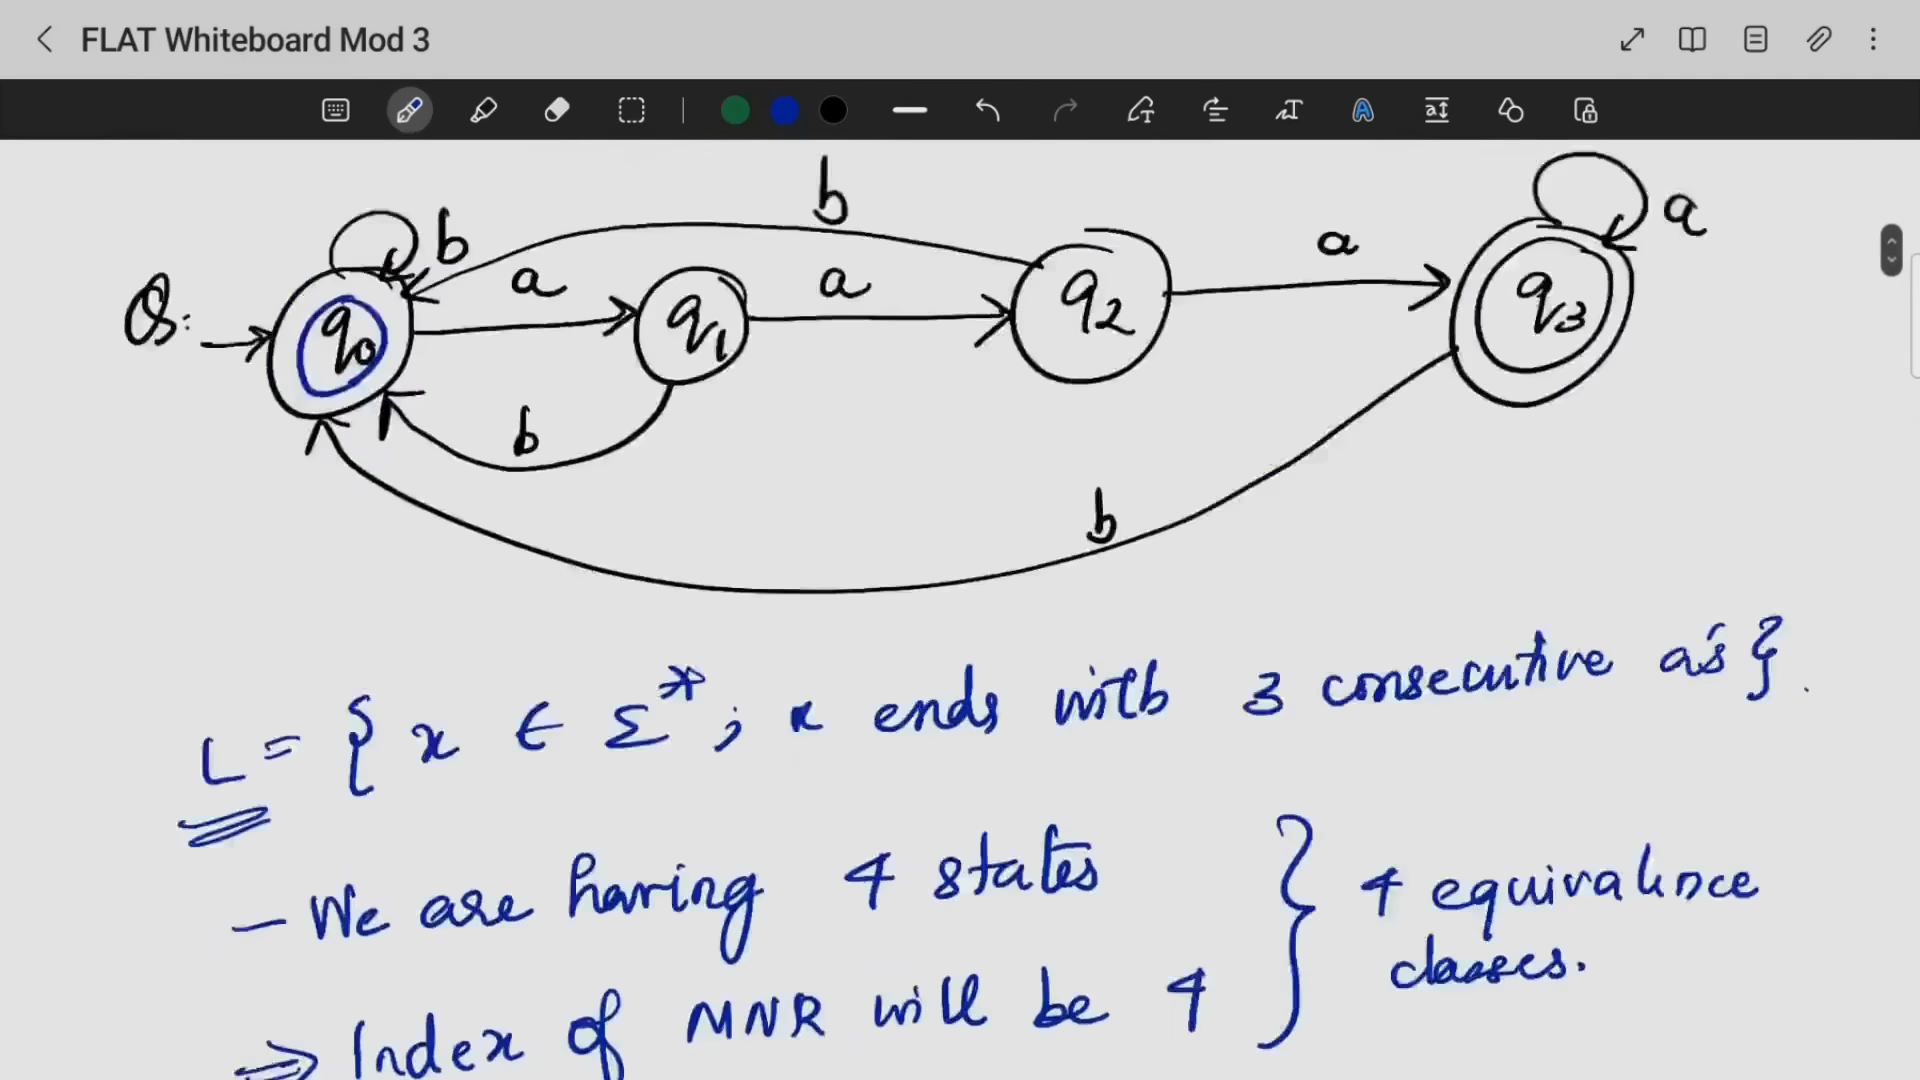 FLAT Whiteboard Mod 3
b
b
a
a
a
a
Q: q0 q1 q2 q3
b
b
L = { x ∈ Σ* ; x ends with 3 consecutive a's }.
- We are having 4 states
4 equivalence
classes.
⇒ Index of MNR will be 4